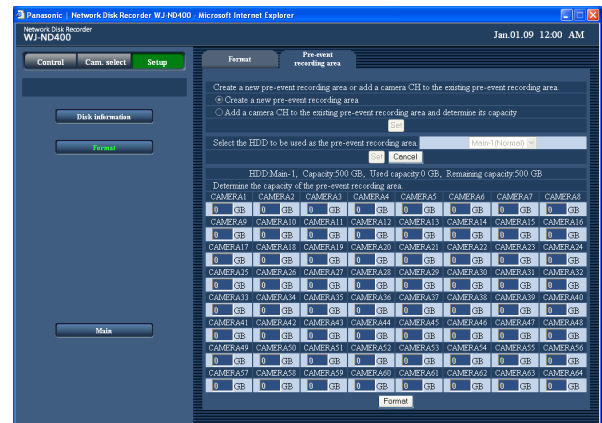 Panasonic | Network Disk Recorder WJ-ND400 - Microsoft Internet Explorer
Network Disk Recorder
WJ-ND400
Jan.01.09 12:00 AM
Control Cam. select Setup
Disk information
Format
Main
Format
Pre-event
recording area
Create a new pre-event recording area or add a camera CH to the existing pre-event recording area.
Create a new pre-event recording area
Add a camera CH to the existing pre-event recording area and determine its capacity
Set
Select the HDD to be used as the pre-event recording area. Main-1(Normal)
Set Cancel
HDD:Main-1, Capacity:500 GB, Used capacity:0 GB, Remaining capacity:500 GB
Determine the capacity of the pre-event recording area.
CAMERA1 CAMERA2 CAMERA3 CAMERA4 CAMERA5 CAMERA6 CAMERA7 CAMERA8
0 GB 0 GB 0 GB 0 GB 0 GB 0 GB 0 GB 0 GB
CAMERA9 CAMERA10 CAMERA11 CAMERA12 CAMERA13 CAMERA14 CAMERA15 CAMERA16
0 GB 0 GB 0 GB 0 GB 0 GB 0 GB 0 GB 0 GB
CAMERA17 CAMERA18 CAMERA19 CAMERA20 CAMERA21 CAMERA22 CAMERA23 CAMERA24
0 GB 0 GB 0 GB 0 GB 0 GB 0 GB 0 GB 0 GB
CAMERA25 CAMERA26 CAMERA27 CAMERA28 CAMERA29 CAMERA30 CAMERA31 CAMERA32
0 GB 0 GB 0 GB 0 GB 0 GB 0 GB 0 GB 0 GB
CAMERA33 CAMERA34 CAMERA35 CAMERA36 CAMERA37 CAMERA38 CAMERA39 CAMERA40
0 GB 0 GB 0 GB 0 GB 0 GB 0 GB 0 GB 0 GB
CAMERA41 CAMERA42 CAMERA43 CAMERA44 CAMERA45 CAMERA46 CAMERA47 CAMERA48
0 GB 0 GB 0 GB 0 GB 0 GB 0 GB 0 GB 0 GB
CAMERA49 CAMERA50 CAMERA51 CAMERA52 CAMERA53 CAMERA54 CAMERA55 CAMERA56
0 GB 0 GB 0 GB 0 GB 0 GB 0 GB 0 GB 0 GB
CAMERA57 CAMERA58 CAMERA59 CAMERA60 CAMERA61 CAMERA62 CAMERA63 CAMERA64
0 GB 0 GB 0 GB 0 GB 0 GB 0 GB 0 GB 0 GB
Format